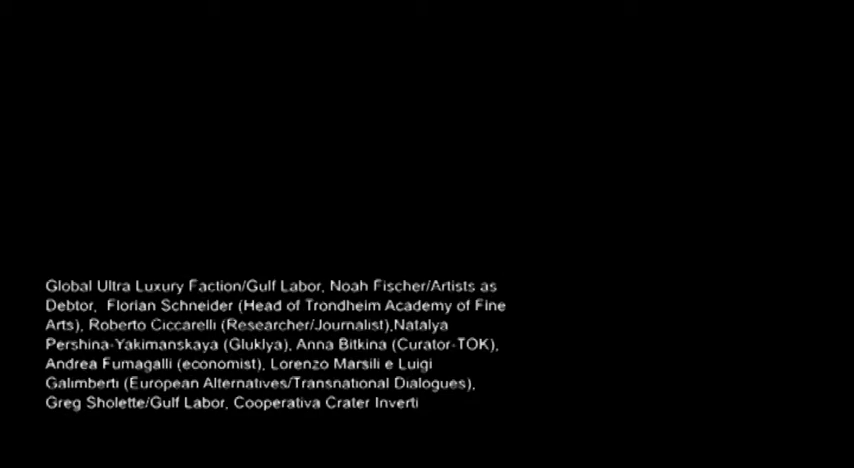 Global Ultra Luxury Faction/Gulf Labor, Noah Fischer/Artists as
Debtor,  Florian Schneider (Head of Trondheim Academy of Fine
Arts), Roberto Ciccarelli (Researcher/Journalist),Natalya
Pershina-Yakimanskaya (Gluklya), Anna Bitkina (Curator-TOK),
Andrea Fumagalli (economist), Lorenzo Marsili e Luigi
Galimberti (European Alternatives/Transnational Dialogues),
Greg Sholette/Gulf Labor, Cooperativa Crater Inverti